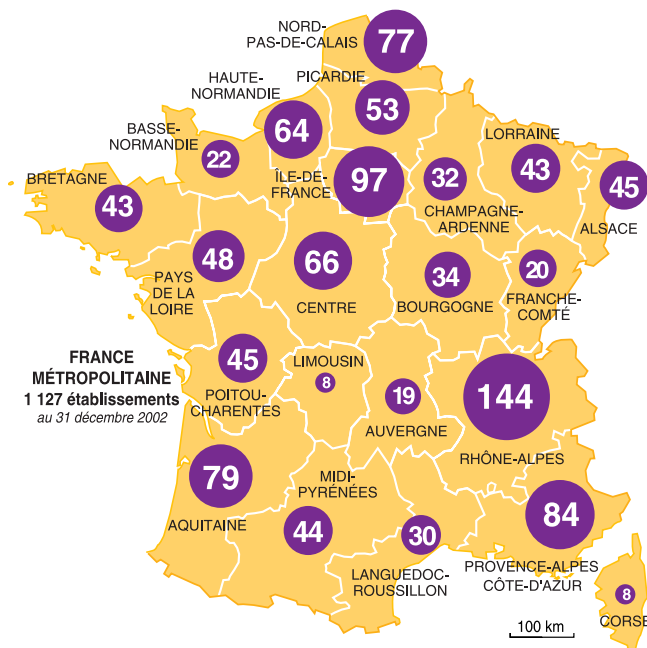 NORD-
PAS-DE-CALAIS
77
HAUTE-
NORMANDIE
PICARDIE
53
64
BASSE-
NORMANDIE
22
LORRAINE
43
BRETAGNE
43
ÎLE-DE-
FRANCE
97
32
CHAMPAGNE-
ARDENNE
45
ALSACE
48
PAYS
DE LA
LOIRE
66
CENTRE
34
BOURGOGNE
20
FRANCHE-
COMTÉ
FRANCE
MÉTROPOLITAINE
1 127 établissements
au 31 décembre 2002
45
POITOU-
CHARENTES
LIMOUSIN
8
19
AUVERGNE
144
RHÔNE-ALPES
79
AQUITAINE
MIDI-
PYRÉNÉES
44
30
LANGUEDOC-
ROUSSILLON
84
PROVENCE-ALPES
CÔTE-D'AZUR
8
CORSE
100 km